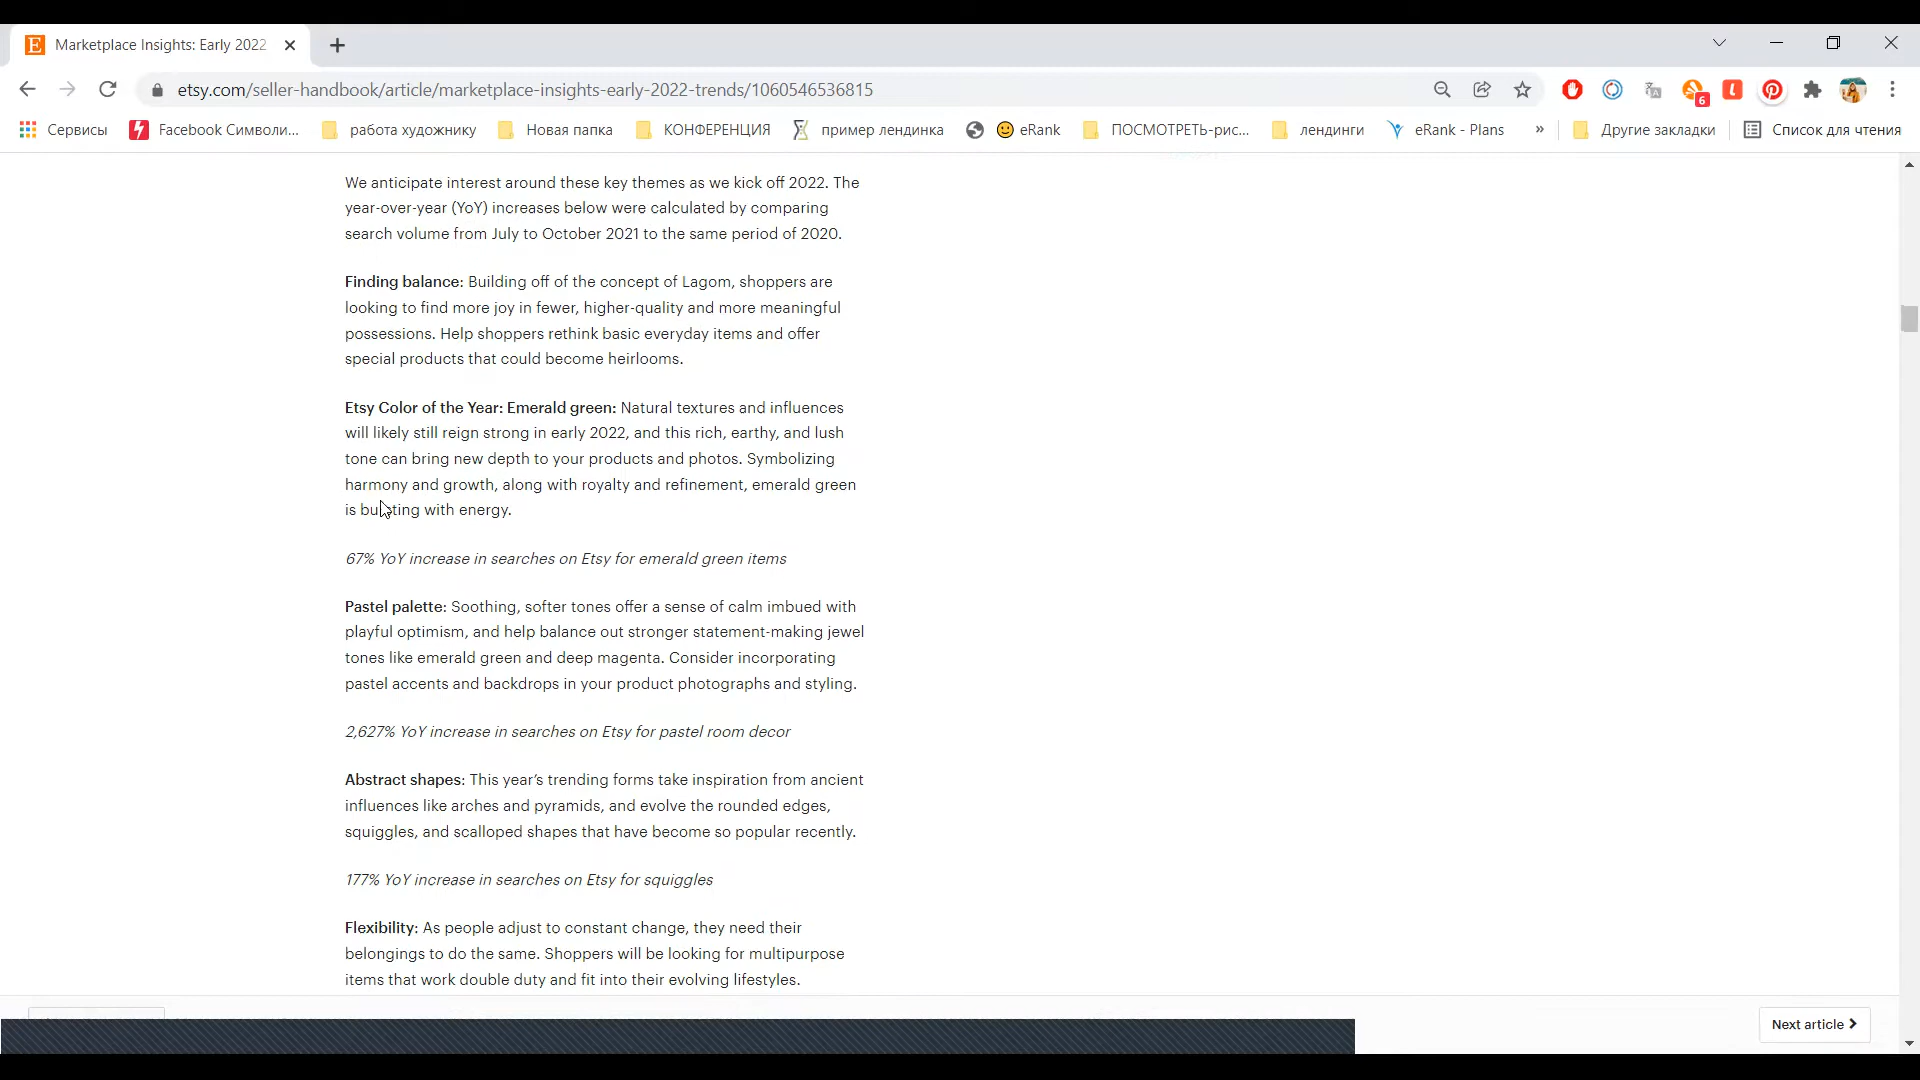 Marketplace Insights: Early 2022
etsy.com/seller-handbook/article/marketplace-insights-early-2022-trends/1060546536815
6
Сервисы
Facebook Символи...
работа художнику
Новая папка
КОНФЕРЕНЦИЯ
пример лендинка
eRank
ПОСМОТРЕТЬ-рис...
лендинги
eRank - Plans
»
Другие закладки
Список для чтения
We anticipate interest around these key themes as we kick off 2022. The
year-over-year (YoY) increases below were calculated by comparing
search volume from July to October 2021 to the same period of 2020.
Finding balance: Building off of the concept of Lagom, shoppers are
looking to find more joy in fewer, higher-quality and more meaningful
possessions. Help shoppers rethink basic everyday items and offer
special products that could become heirlooms.
Etsy Color of the Year: Emerald green: Natural textures and influences
will likely still reign strong in early 2022, and this rich, earthy, and lush
tone can bring new depth to your products and photos. Symbolizing
harmony and growth, along with royalty and refinement, emerald green
is bursting with energy.
67% YoY increase in searches on Etsy for emerald green items
Pastel palette: Soothing, softer tones offer a sense of calm imbued with
playful optimism, and help balance out stronger statement-making jewel
tones like emerald green and deep magenta. Consider incorporating
pastel accents and backdrops in your product photographs and styling.
2,627% YoY increase in searches on Etsy for pastel room decor
Abstract shapes: This year’s trending forms take inspiration from ancient
influences like arches and pyramids, and evolve the rounded edges,
squiggles, and scalloped shapes that have become so popular recently.
177% YoY increase in searches on Etsy for squiggles
Flexibility: As people adjust to constant change, they need their
belongings to do the same. Shoppers will be looking for multipurpose
items that work double duty and fit into their evolving lifestyles.
Next article